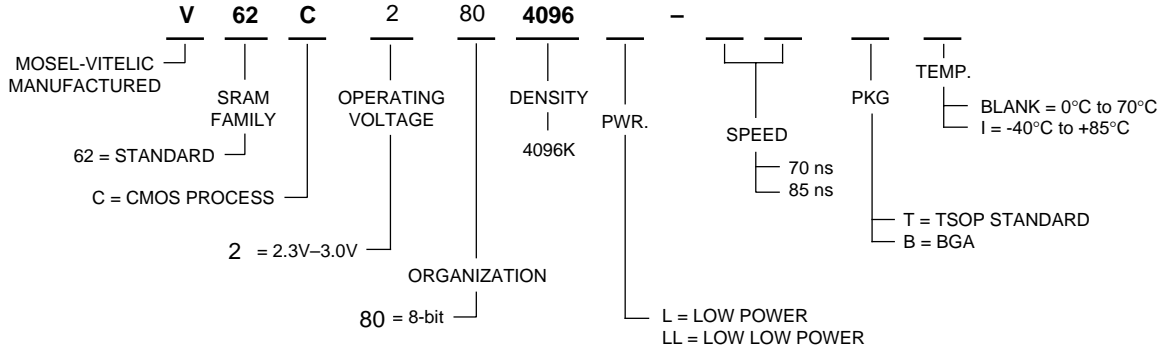 V 62 C 2 80 4096 –
MOSEL-VITELIC
MANUFACTURED
SRAM
FAMILY
62 = STANDARD
C = CMOS PROCESS
OPERATING
VOLTAGE
2 = 2.3V–3.0V
ORGANIZATION
80 = 8-bit
DENSITY
4096K
PWR.
L = LOW POWER
LL = LOW LOW POWER
SPEED
70 ns
85 ns
PKG
T = TSOP STANDARD
B = BGA
TEMP.
BLANK = 0°C to 70°C
I = -40°C to +85°C